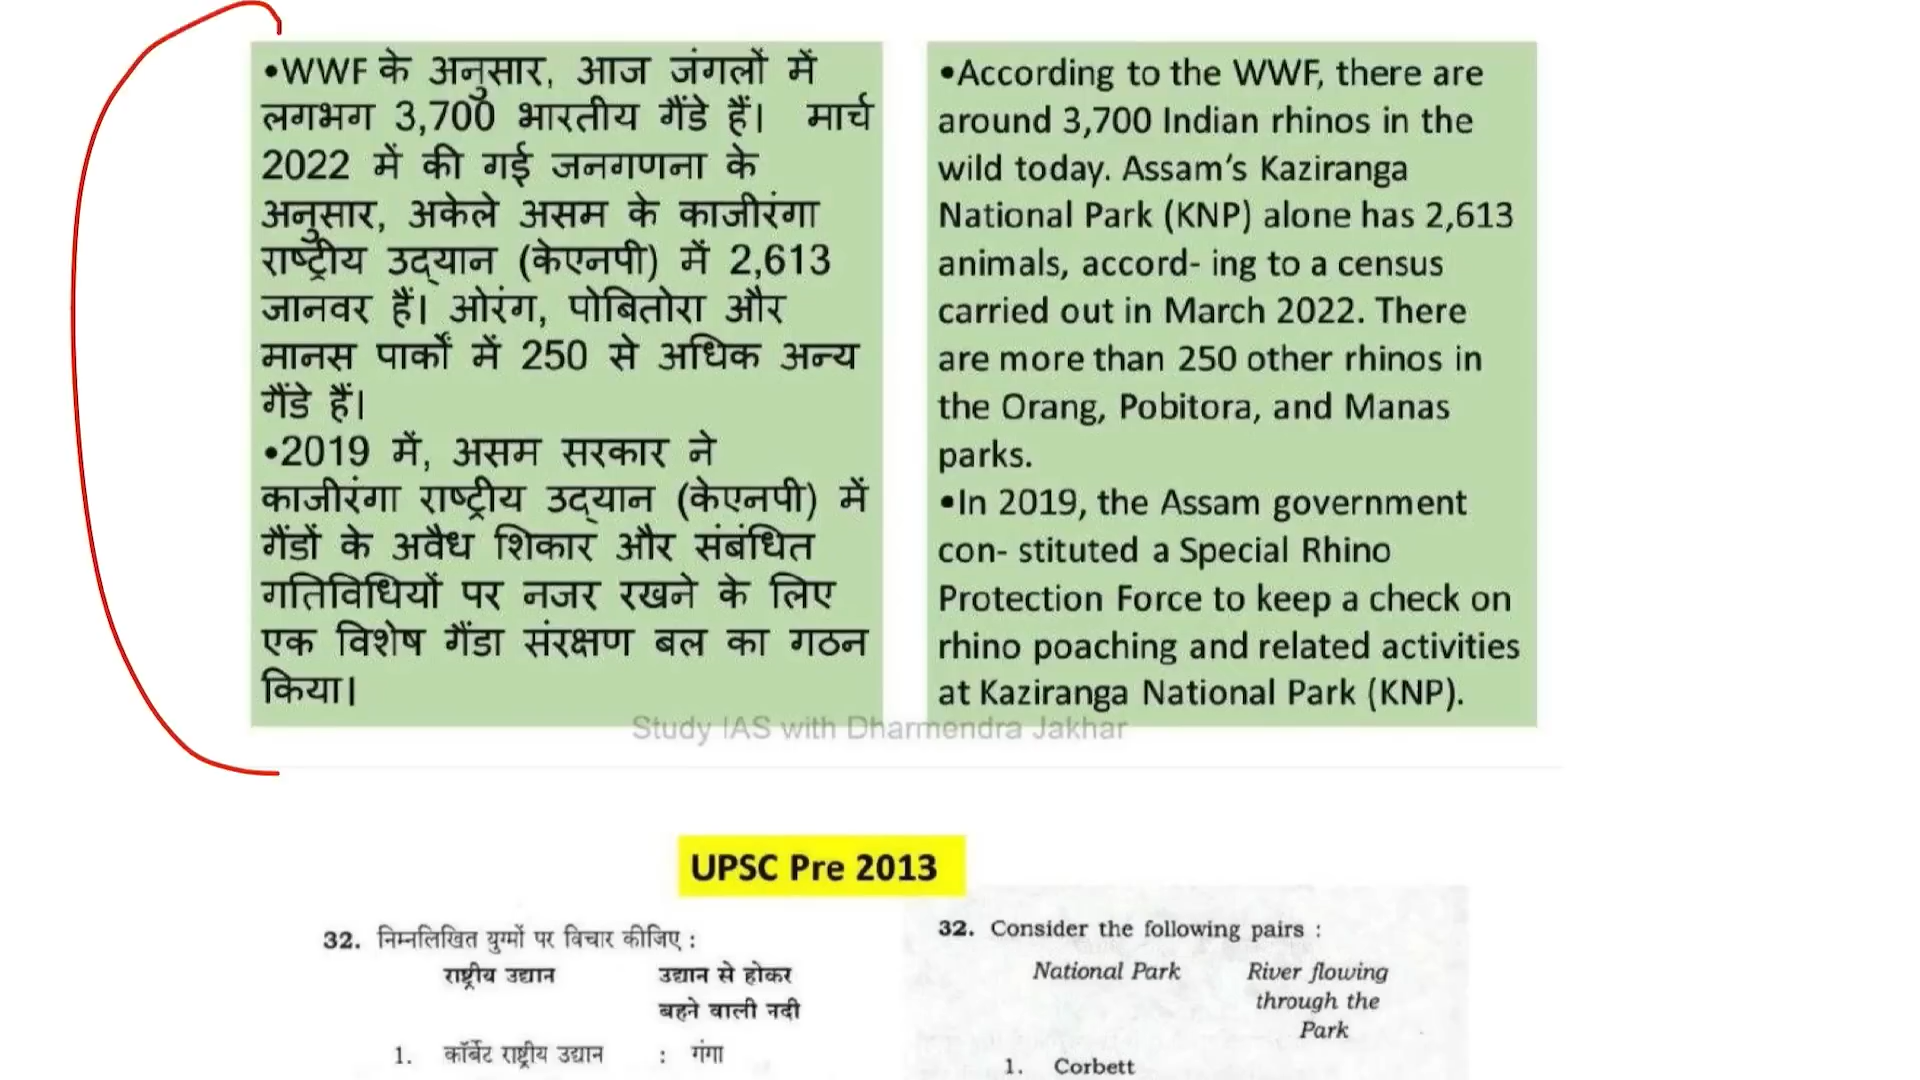 •WWF के अनुसार, आज जंगलों में
लगभग 3,700 भारतीय गैंडे हैं। मार्च
2022 में की गई जनगणना के
अनुसार, अकेले असम के काजीरंगा
राष्ट्रीय उद्यान (केएनपी) में 2,613
जानवर हैं। ओरंग, पोबितोरा और
मानस पार्कों में 250 से अधिक अन्य
गैंडे हैं।
•2019 में, असम सरकार ने
काजीरंगा राष्ट्रीय उद्यान (केएनपी) में
गैंडों के अवैध शिकार और संबंधित
गतिविधियों पर नजर रखने के लिए
एक विशेष गैंडा संरक्षण बल का गठन
किया।
•According to the WWF, there are
around 3,700 Indian rhinos in the
wild today. Assam’s Kaziranga
National Park (KNP) alone has 2,613
animals, accord- ing to a census
carried out in March 2022. There
are more than 250 other rhinos in
the Orang, Pobitora, and Manas
parks.
•In 2019, the Assam government
con- stituted a Special Rhino
Protection Force to keep a check on
rhino poaching and related activities
at Kaziranga National Park (KNP).
Study IAS with Dharmendra Jakhar
UPSC Pre 2013
32. निम्नलिखित युग्मों पर विचार कीजिए :
राष्ट्रीय उद्यान उद्यान से होकर
बहने वाली नदी
1. कॉर्बेट राष्ट्रीय उद्यान : गंगा
32. Consider the following pairs :
National Park River flowing
through the
Park
1. Corbett